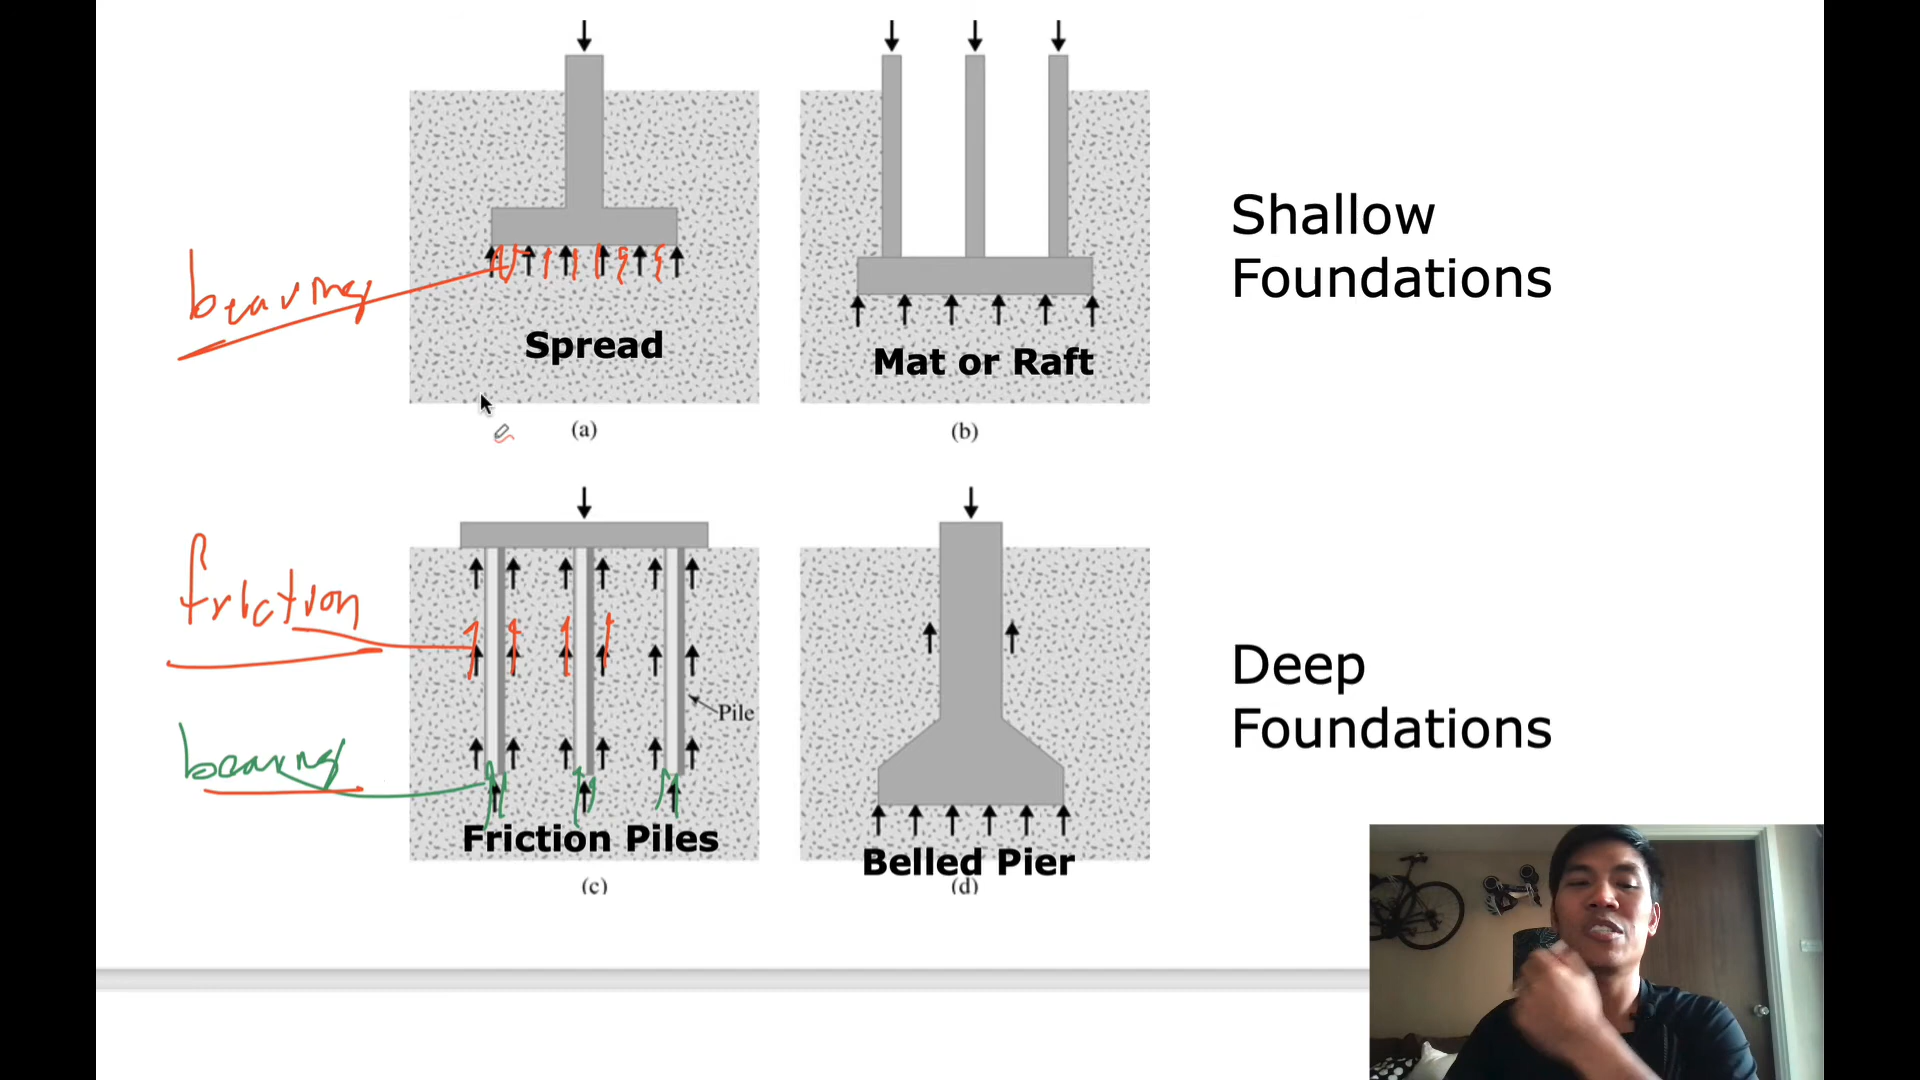 Shallow
Foundations
bearing
Spread
Mat or Raft
(a)
(b)
friction
Deep
Foundations
Pile
bearing
Friction Piles
Belled Pier
(c)
(d)